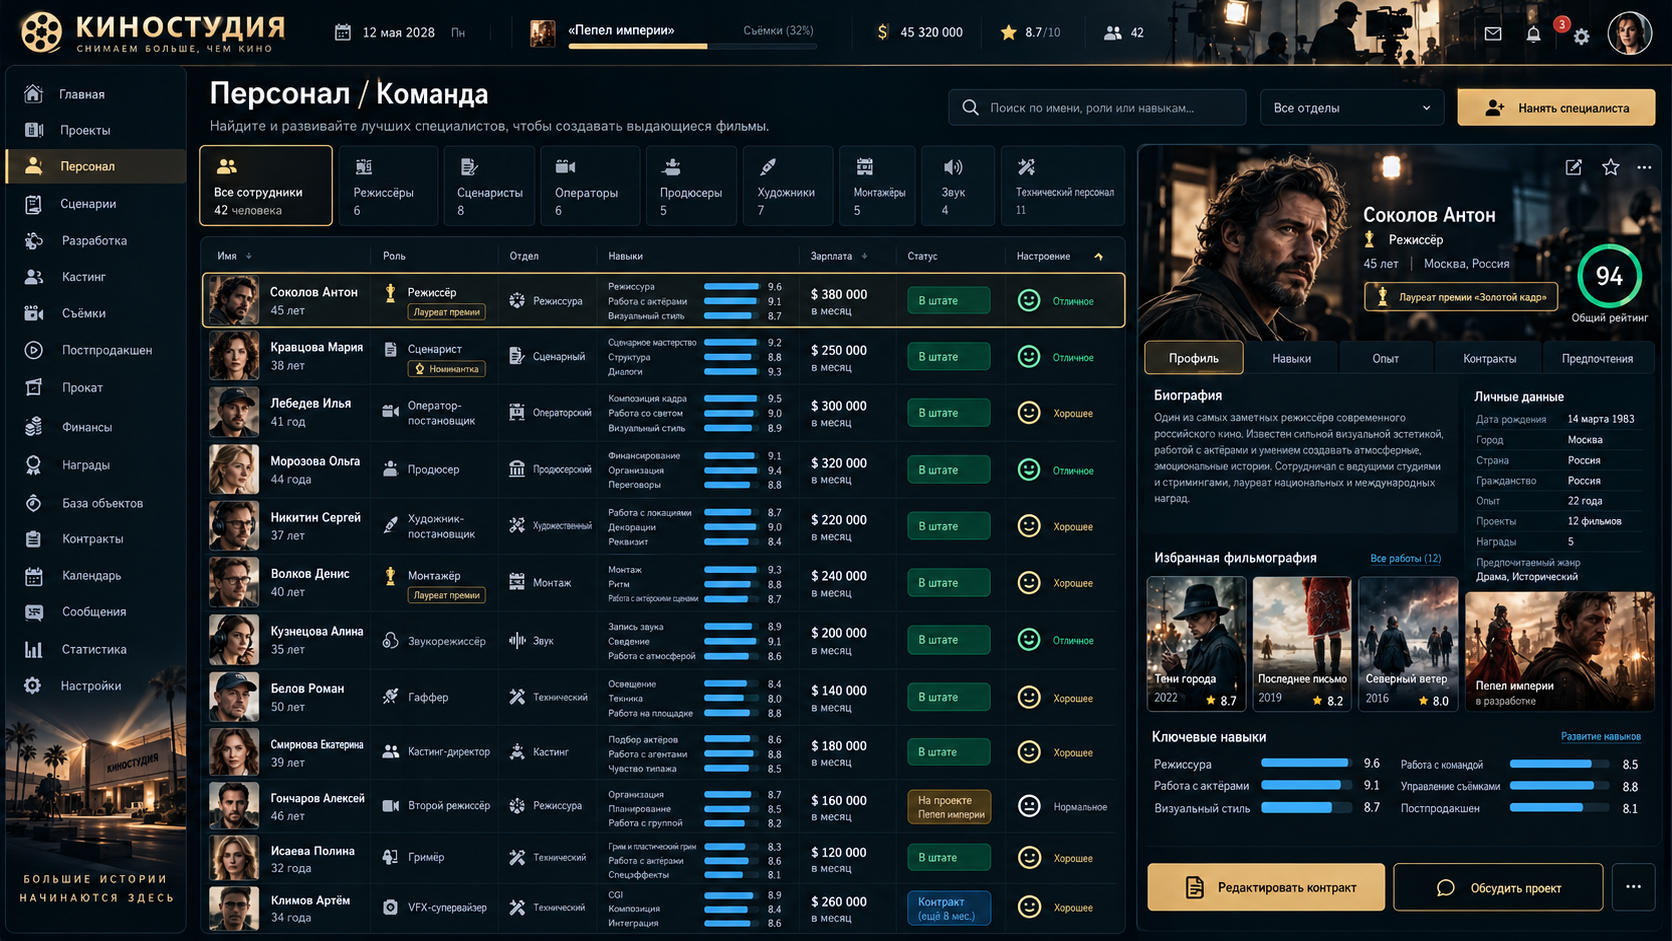 КИНОСТУДИЯ
СНИМАЕМ БОЛЬШЕ, ЧЕМ КИНО
12 мая 2028 Пн
«Пепел империи» Съёмки (32%)
$ 45 320 000
8.7/10
42
3
Главная
Проекты
Персонал
Сценарии
Разработка
Кастинг
Съёмки
Постпродакшен
Прокат
Финансы
Награды
База объектов
Контракты
Календарь
Сообщения
Статистика
Настройки
КИНОСТУДИЯ
БОЛЬШИЕ ИСТОРИИ
НАЧИНАЮТСЯ ЗДЕСЬ
Персонал / Команда
Найдите и развивайте лучших специалистов, чтобы создавать выдающиеся фильмы.
Поиск по имени, роли или навыкам...
Все отделы
Нанять специалиста
Все сотрудники
42 человека
Режиссёры
6
Сценаристы
8
Операторы
6
Продюсеры
5
Художники
7
Монтажёры
5
Звук
4
Технический персонал
11
Имя Роль Отдел Навыки Зарплата Статус Настроение
Соколов Антон
45 лет
Режиссёр
Лауреат премии
Режиссура
Режиссура 9.6
Работа с актёрами 9.1
Визуальный стиль 8.7
$ 380 000
в месяц
В штате
Отличное
Кравцова Мария
38 лет
Сценарист
Номинантка
Сценарный
Сценарное мастерство 9.2
Структура 8.8
Диалоги 9.3
$ 250 000
в месяц
В штате
Отличное
Лебедев Илья
41 год
Оператор-
постановщик
Операторский
Композиция кадра 9.5
Работа со светом 9.0
Визуальный стиль 8.9
$ 300 000
в месяц
В штате
Хорошее
Морозова Ольга
44 года
Продюсер
Продюсерский
Финансирование 9.1
Организация 9.4
Переговоры 8.8
$ 320 000
в месяц
В штате
Отличное
Никитин Сергей
37 лет
Художник-
постановщик
Художественный
Работа с локациями 8.7
Декорации 9.0
Реквизит 8.4
$ 220 000
в месяц
В штате
Хорошее
Волков Денис
40 лет
Монтажёр
Лауреат премии
Монтаж
Монтаж 9.3
Ритм 8.8
Работа с актёрскими сценами 8.7
$ 240 000
в месяц
В штате
Хорошее
Кузнецова Алина
35 лет
Звукорежиссёр
Звук
Запись звука 8.9
Сведение 9.1
Работа с атмосферой 8.6
$ 200 000
в месяц
В штате
Отличное
Белов Роман
50 лет
Гаффер
Технический
Освещение 8.4
Техника 8.0
Работа на площадке 8.8
$ 140 000
в месяц
В штате
Хорошее
Смирнова Екатерина
39 лет
Кастинг-директор
Кастинг
Подбор актёров 8.6
Работа с агентами 8.8
Чувство типажа 8.5
$ 180 000
в месяц
В штате
Хорошее
Гончаров Алексей
46 лет
Второй режиссёр
Режиссура
Организация 8.7
Планирование 8.5
Работа с группой 8.2
$ 160 000
в месяц
На проекте
Пепел империи
Нормальное
Исаева Полина
32 года
Гримёр
Технический
Грим и пластический грим 8.3
Работа с актёрами 8.6
Спецэффекты 8.1
$ 120 000
в месяц
В штате
Хорошее
Климов Артём
34 года
VFX-супервайзер
Технический
CGI 8.9
Композиция 8.4
Интеграция 8.6
$ 260 000
в месяц
Контракт
(ещё 8 мес.)
Хорошее
Соколов Антон
Режиссёр
45 лет | Москва, Россия
Лауреат премии «Золотой кадр»
94
Общий рейтинг
Профиль
Навыки
Опыт
Контракты
Предпочтения
Биография
Один из самых заметных режиссёров современного
российского кино. Известен сильной визуальной эстетикой,
работой с актёрами и умением создавать атмосферные,
эмоциональные истории. Сотрудничал с ведущими студиями
и стримингами, лауреат национальных и международных
наград.
Личные данные
Дата рождения 14 марта 1983
Город Москва
Страна Россия
Гражданство Россия
Опыт 22 года
Проекты 12 фильмов
Награды 5
Предпочитаемый жанр
Драма, Исторический
Избранная фильмография Все работы (12)
Тени города
2022 8.7
Последнее письмо
2019 8.2
Северный ветер
2016 8.0
Пепел империи
в разработке
Ключевые навыки Развитие навыков
Режиссура 9.6
Работа с актёрами 9.1
Визуальный стиль 8.7
Работа с командой 8.5
Управление съёмками 8.8
Постпродакшен 8.1
Редактировать контракт
Обсудить проект